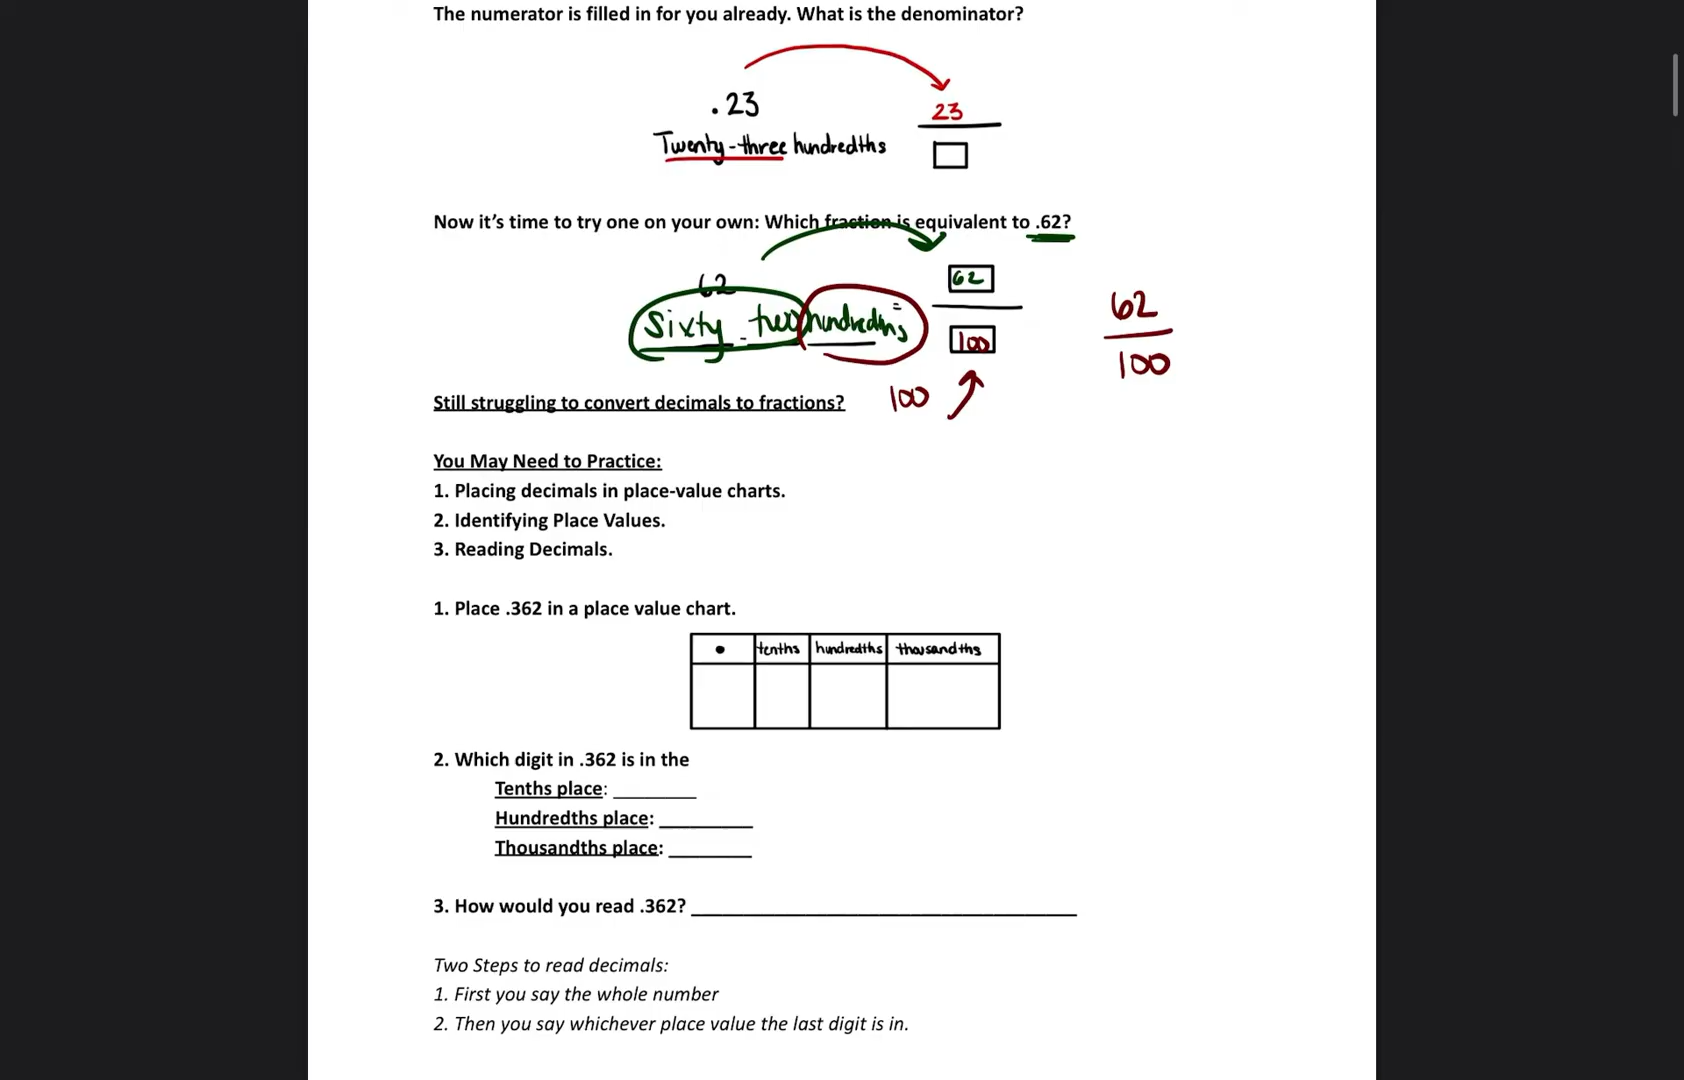 The numerator is filled in for you already. What is the denominator?
.23
23
Twenty-three hundredths
Now it's time to try one on your own: Which fraction is equivalent to .62?
62
62
Sixty-two hundredths
100
62
100
100
Still struggling to convert decimals to fractions?
You May Need to Practice:
1. Placing decimals in place-value charts.
2. Identifying Place Values.
3. Reading Decimals.
1. Place .362 in a place value chart.
• tenths hundredths thousandths
2. Which digit in .362 is in the
Tenths place: ________
Hundredths place: _________
Thousandths place: ________
3. How would you read .362? _____________________________________
Two Steps to read decimals:
1. First you say the whole number
2. Then you say whichever place value the last digit is in.